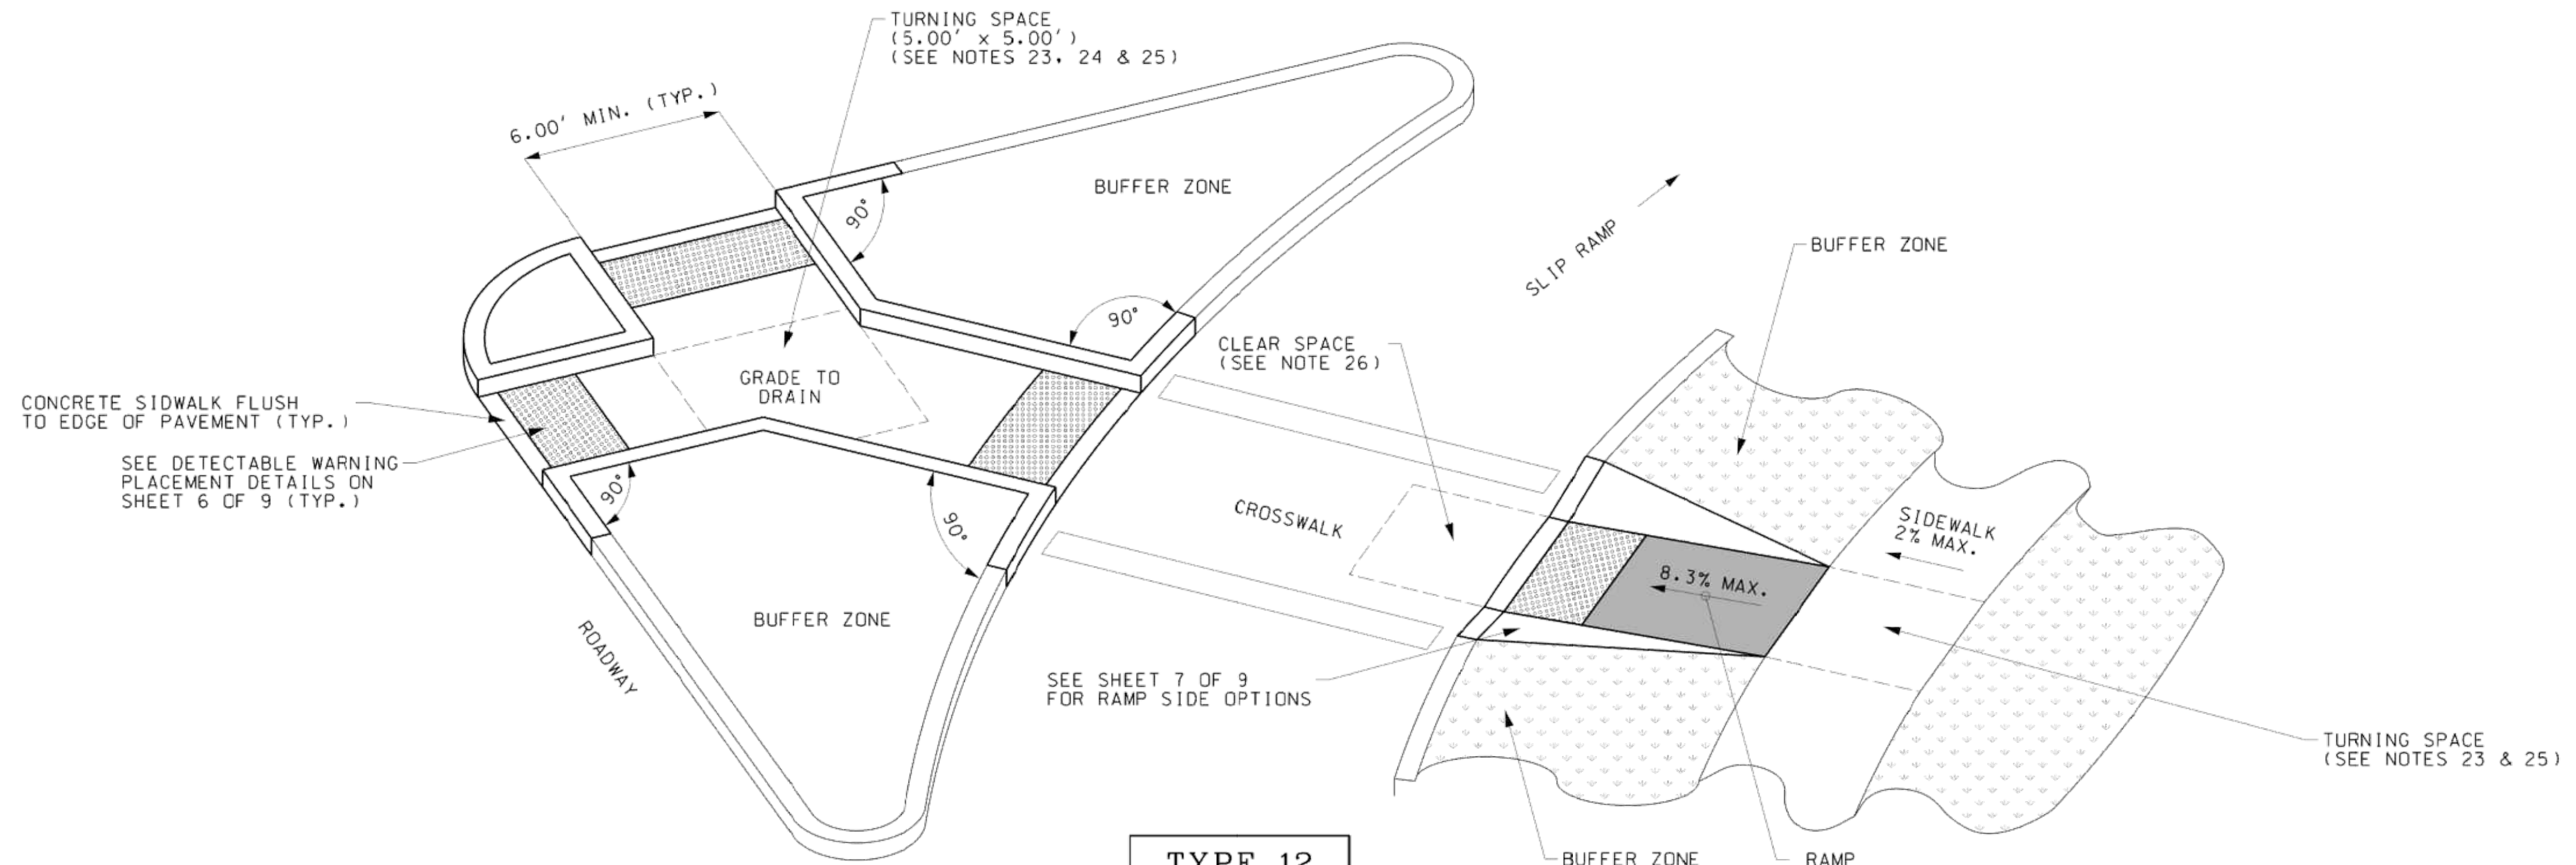 TURNING SPACE
(5.00' x 5.00')
(SEE NOTES 23, 24 & 25)
6.00' MIN. (TYP.)
90°
BUFFER ZONE
SLIP RAMP
BUFFER ZONE
90°
CLEAR SPACE
(SEE NOTE 26)
GRADE TO
DRAIN
CONCRETE SIDWALK FLUSH
TO EDGE OF PAVEMENT (TYP.)
SEE DETECTABLE WARNING
PLACEMENT DETAILS ON
SHEET 6 OF 9 (TYP.)
90°
90°
CROSSWALK
SIDEWALK
2% MAX.
8.3% MAX.
BUFFER ZONE
ROADWAY
SEE SHEET 7 OF 9
FOR RAMP SIDE OPTIONS
TURNING SPACE
(SEE NOTES 23 & 25)
TYPE 12
BUFFER ZONE
RAMP